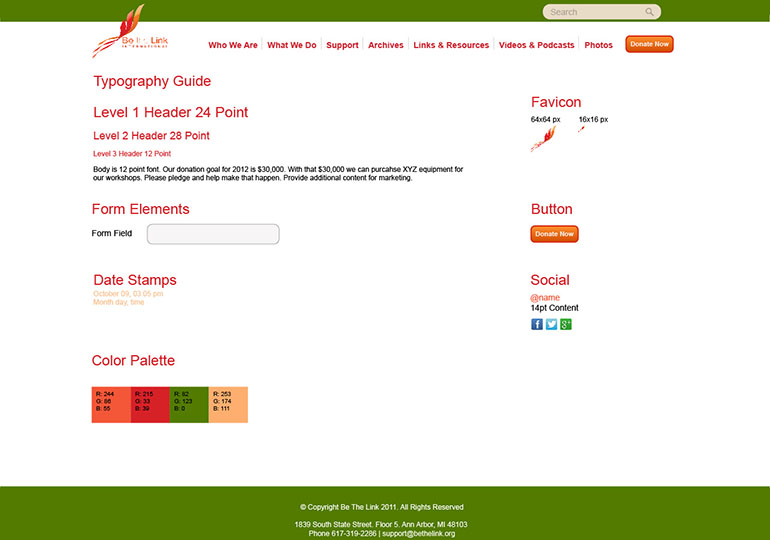 Search
Be The Link
INTERNATIONAL
Who We Are What We Do Support Archives Links & Resources Videos & Podcasts Photos Donate Now
Typography Guide
Level 1 Header 24 Point
Level 2 Header 28 Point
Level 3 Header 12 Point
Body is 12 point font. Our donation goal for 2012 is $30,000. With that $30,000 we can purcahse XYZ equipment for
our workshops. Please pledge and help make that happen. Provide additional content for marketing.
Favicon
64x64 px 16x16 px
Form Elements
Form Field
Button
Donate Now
Date Stamps
October 09, 03:05 pm
Month day, time
Social
@name
14pt Content
Color Palette
R: 244 R: 215 R: 82 R: 253
G: 86 G: 33 G: 123 G: 174
B: 55 B: 39 B: 0 B: 111
© Copyright Be The Link 2011. All Rights Reserved
1839 South State Street. Floor 5. Ann Arbor, MI 48103
Phone 617-319-2286 | support@bethelink.org